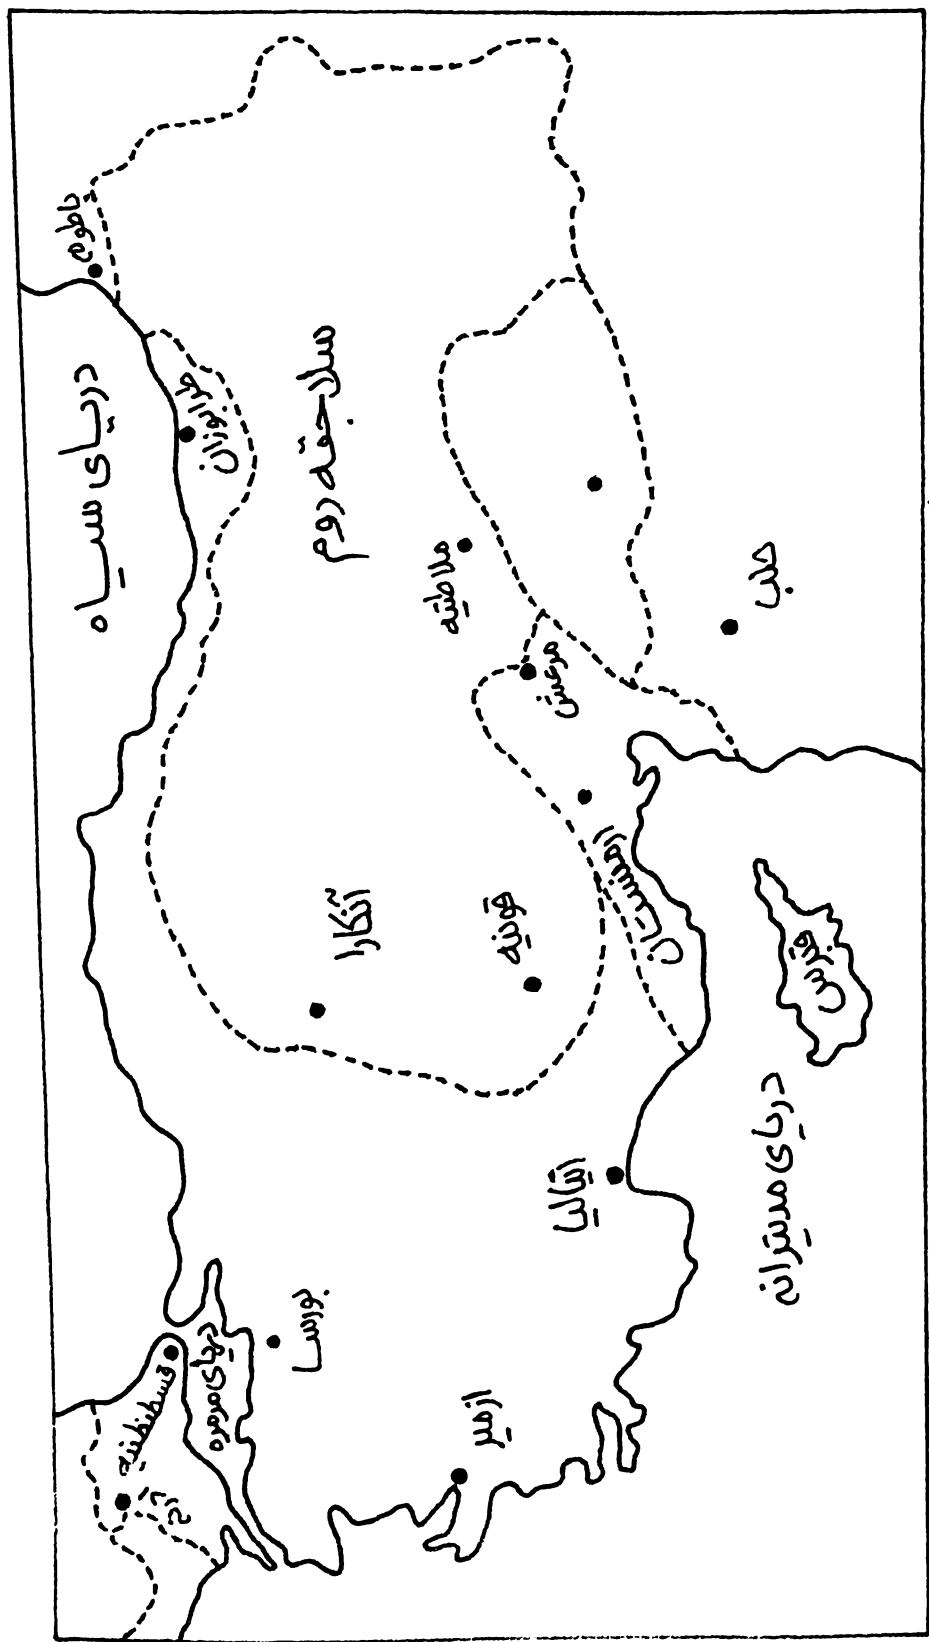 دریای سیاه
باطوم
طرابوزان
سلاجقه روم
ملاطیه
مرعش
حلب
ارمنستان
قونیه
آنکارا
قبرس
دریای مدیترانه
انتالیا
بورسا
ازمیر
دریای مرمره
قسطنطنیه